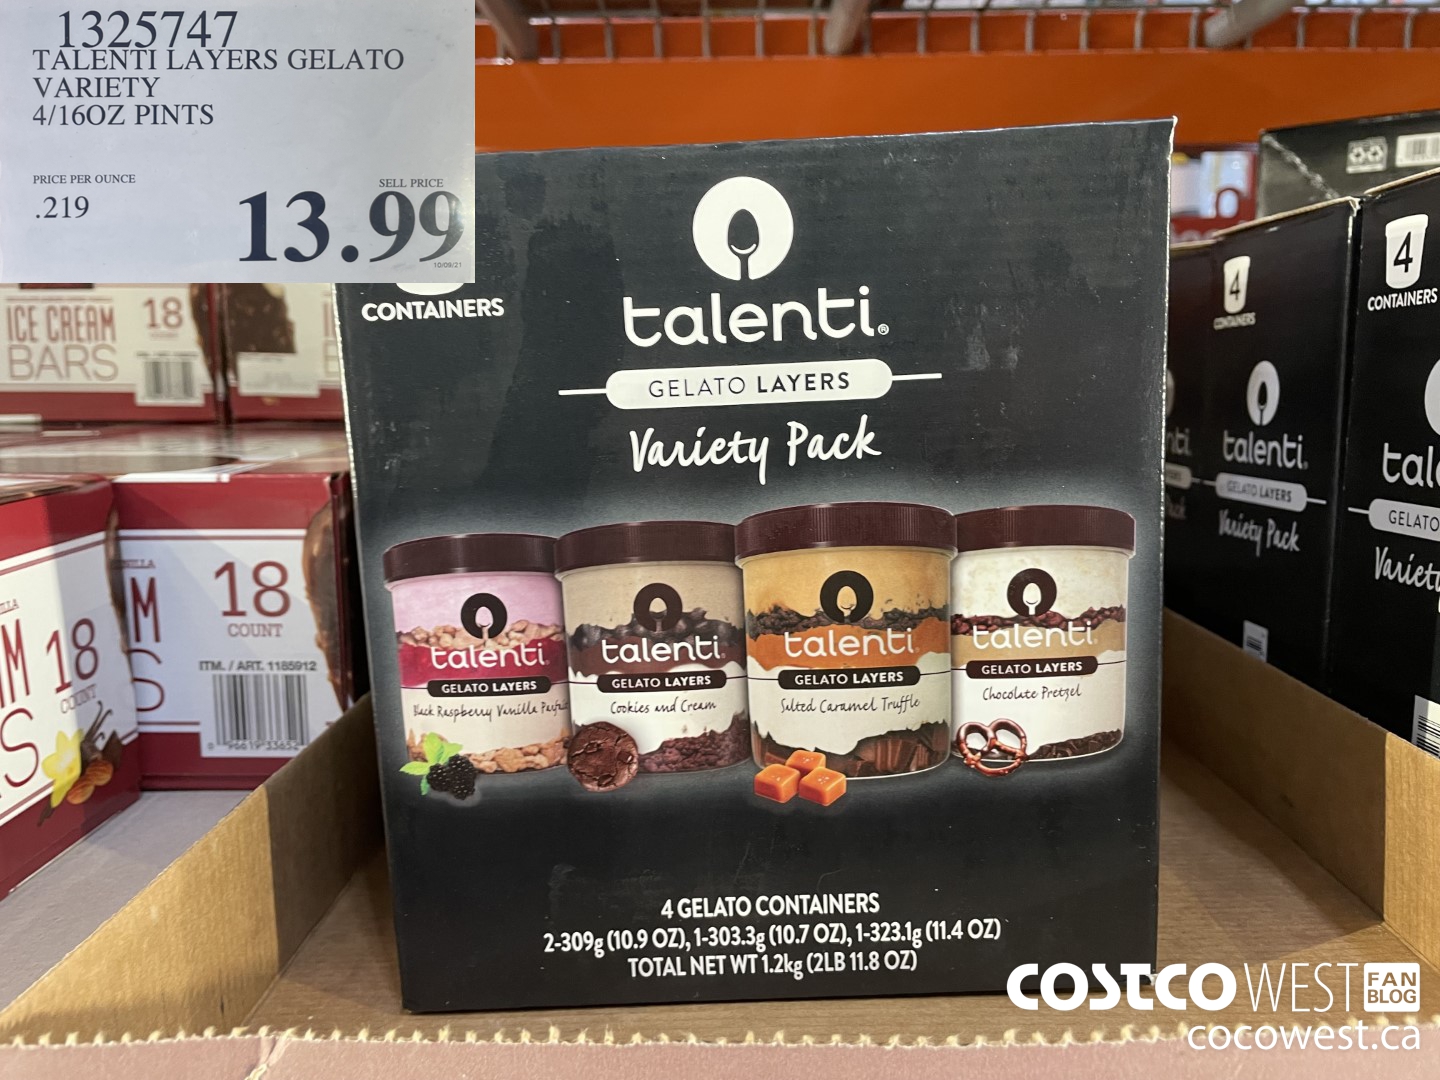 1325747
TALENTI LAYERS GELATO
VARIETY
4/16OZ PINTS
PRICE PER OUNCE
.219
SELL PRICE
13.99
10/09/21
CONTAINERS
talenti®
GELATO LAYERS
Variety Pack
talenti
GELATO LAYERS
Black Raspberry Vanilla Parfait
talenti
GELATO LAYERS
Cookies and Cream
talenti
GELATO LAYERS
Salted Caramel Truffle
talenti
GELATO LAYERS
Chocolate Pretzel
4 GELATO CONTAINERS
2-309g (10.9 OZ), 1-303.3g (10.7 OZ), 1-323.1g (11.4 OZ)
TOTAL NET WT 1.2kg (2LB 11.8 OZ)
ICE CREAM
BARS
18
18
COUNT
ITM. / ART. 1185912
18
COUNT
4
CONTAINERS
talenti
GELATO LAYERS
Variety Pack
4
CONTAINERS
GELATO
COSTCO WEST FAN BLOG
cocowest.ca